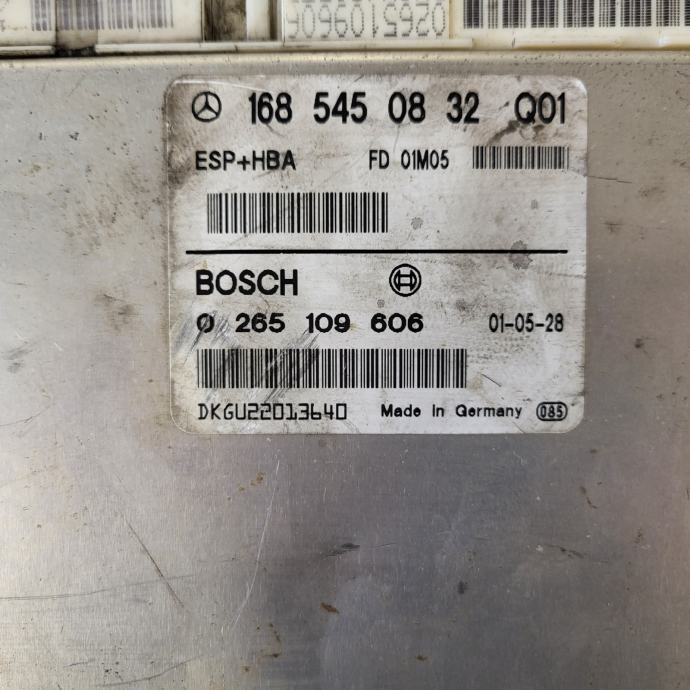 0265109606
168 545 08 32 Q01
ESP+HBA FD 01M05
BOSCH
0 265 109 606 01-05-28
DKGU22013640 Made In Germany 085